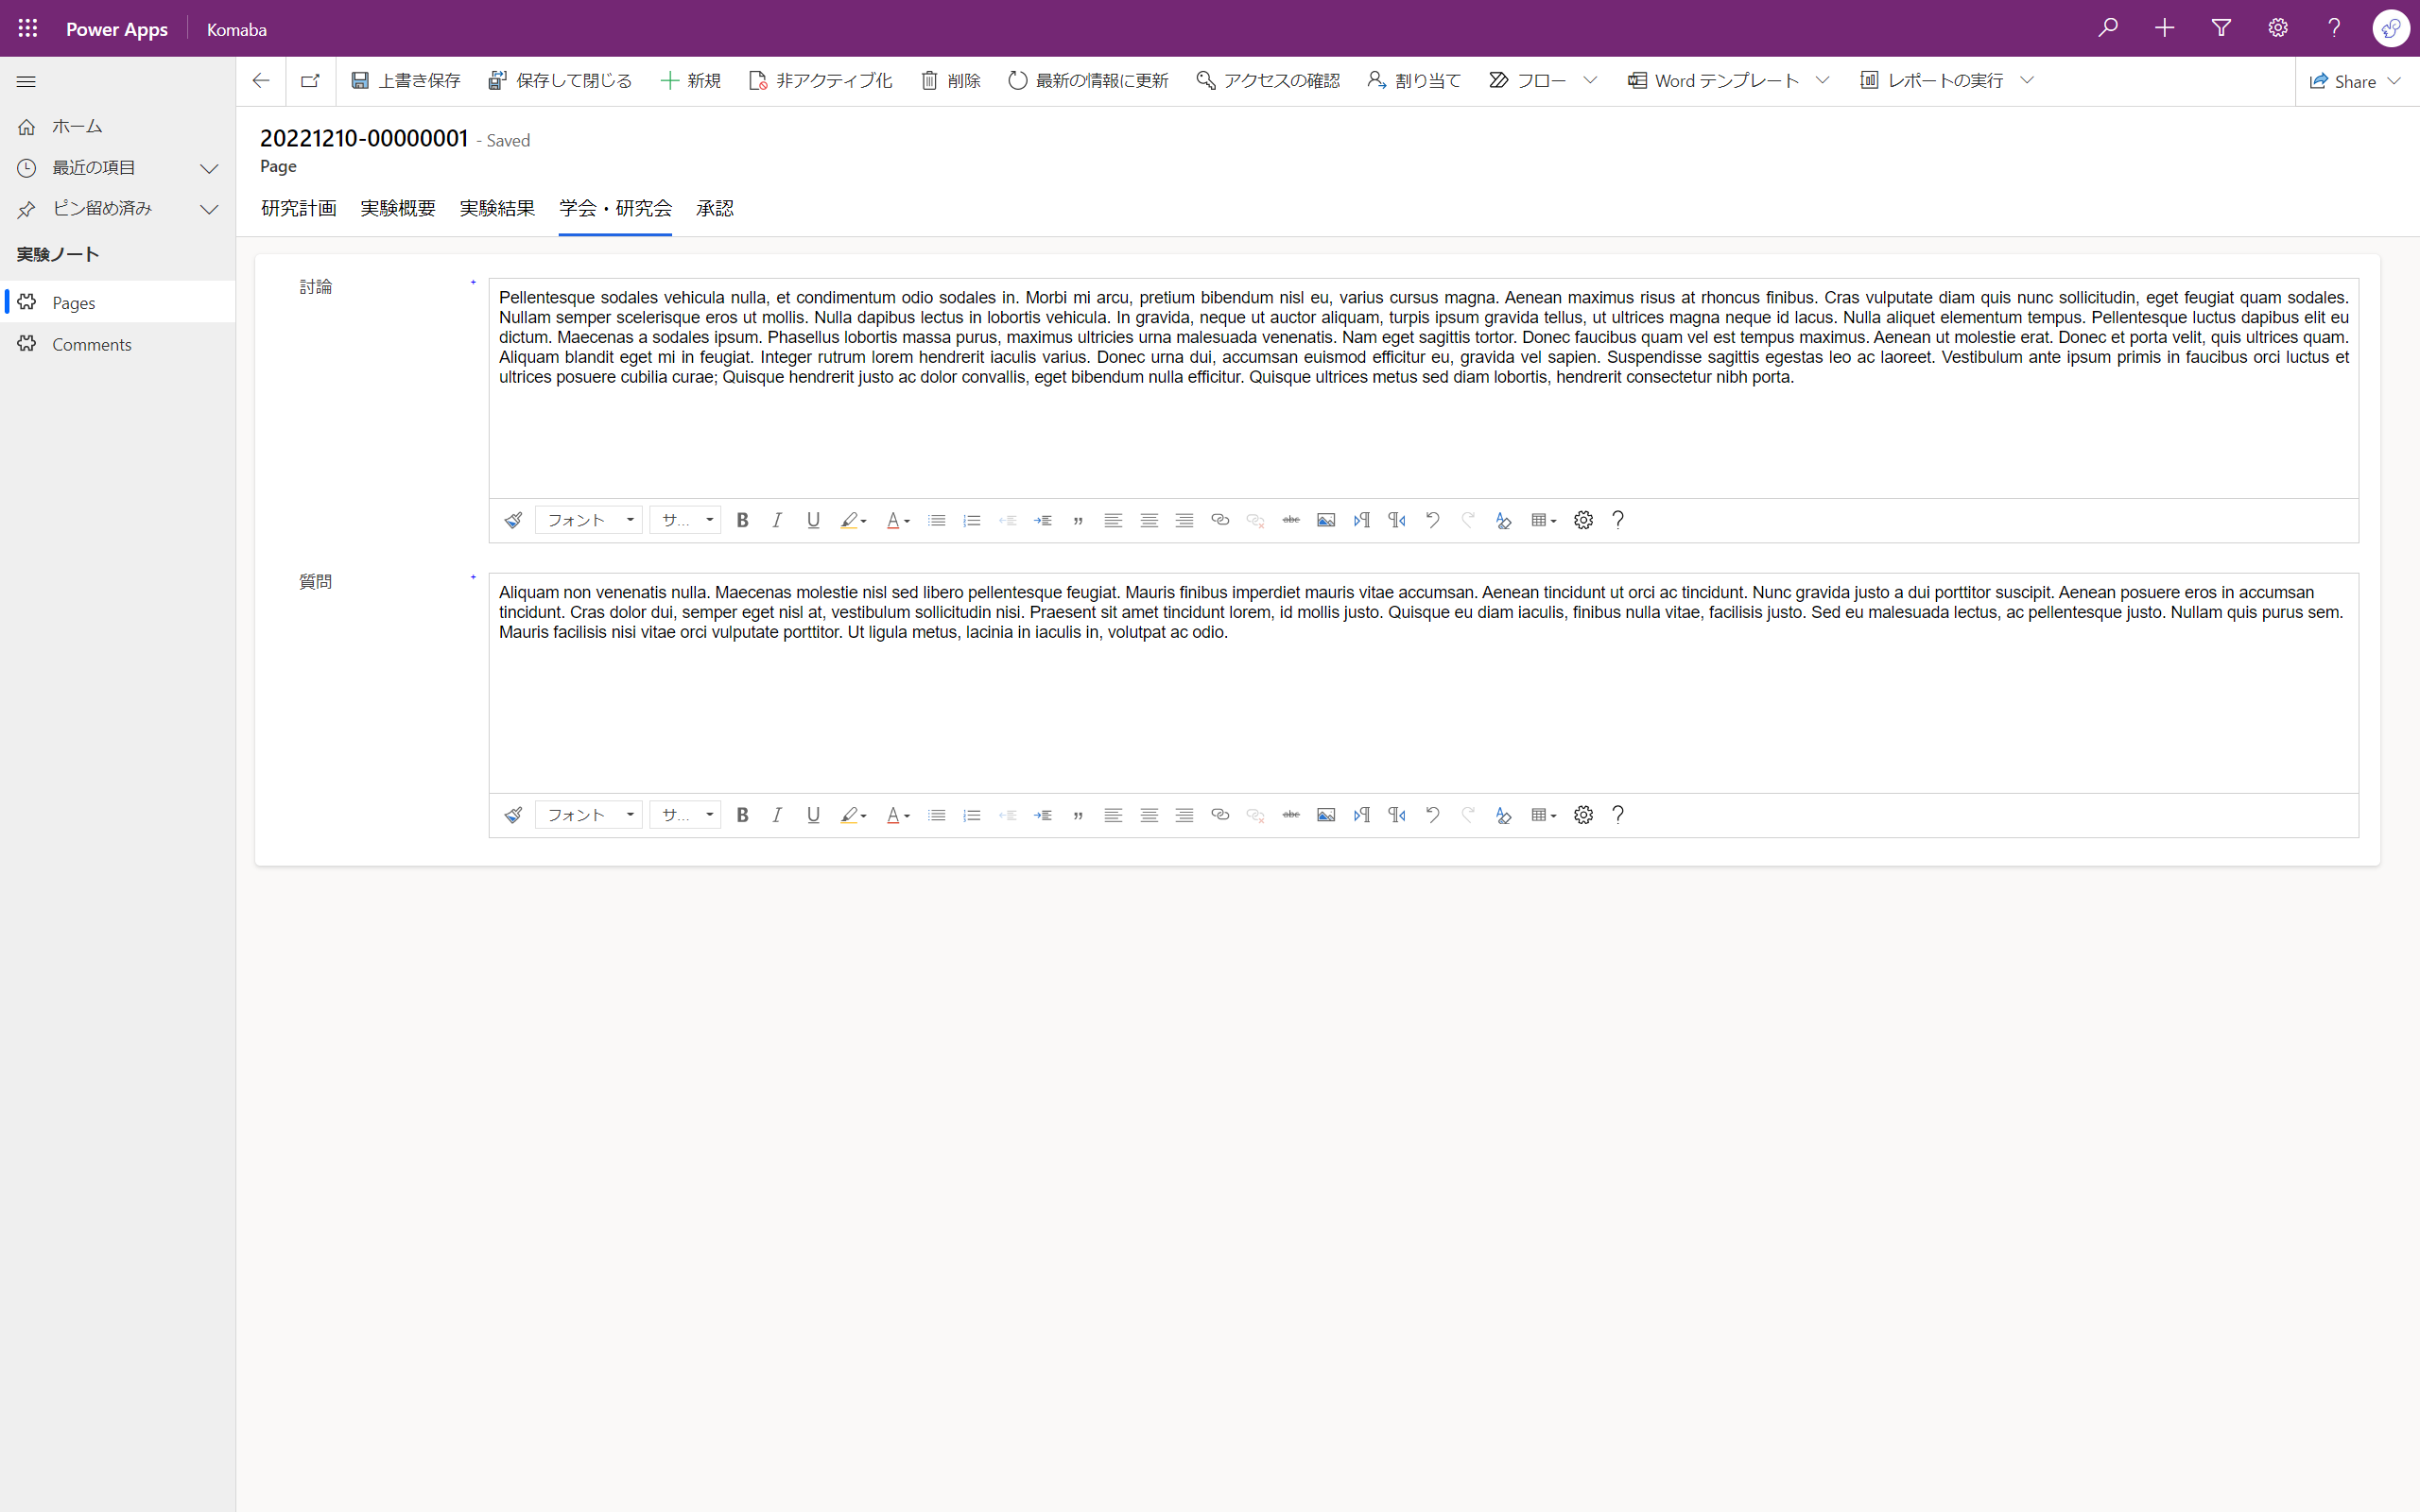 Power Apps Komaba
上書き保存 保存して閉じる 新規 非アクティブ化 削除 最新の情報に更新 アクセスの確認 割り当て フロー Word テンプレート レポートの実行 Share
ホーム
最近の項目
ピン留め済み
実験ノート
Pages
Comments
20221210-00000001 - Saved
Page
研究計画 実験概要 実験結果 学会・研究会 承認
討論 *
Pellentesque sodales vehicula nulla, et condimentum odio sodales in. Morbi mi arcu, pretium bibendum nisl eu, varius cursus magna. Aenean maximus risus at rhoncus finibus. Cras vulputate diam quis nunc sollicitudin, eget feugiat quam sodales.
Nullam semper scelerisque eros ut mollis. Nulla dapibus lectus in lobortis vehicula. In gravida, neque ut auctor aliquam, turpis ipsum gravida tellus, ut ultrices magna neque id lacus. Nulla aliquet elementum tempus. Pellentesque luctus dapibus elit eu
dictum. Maecenas a sodales ipsum. Phasellus lobortis massa purus, maximus ultricies urna malesuada venenatis. Nam eget sagittis tortor. Donec faucibus quam vel est tempus maximus. Aenean ut molestie erat. Donec et porta velit, quis ultrices quam.
Aliquam blandit eget mi in feugiat. Integer rutrum lorem hendrerit iaculis varius. Donec urna dui, accumsan euismod efficitur eu, gravida vel sapien. Suspendisse sagittis egestas leo ac laoreet. Vestibulum ante ipsum primis in faucibus orci luctus et
ultrices posuere cubilia curae; Quisque hendrerit justo ac dolor convallis, eget bibendum nulla efficitur. Quisque ultrices metus sed diam lobortis, hendrerit consectetur nibh porta.
フォント サ... B I U A abc ?
質問 *
Aliquam non venenatis nulla. Maecenas molestie nisl sed libero pellentesque feugiat. Mauris finibus imperdiet mauris vitae accumsan. Aenean tincidunt ut orci ac tincidunt. Nunc gravida justo a dui porttitor suscipit. Aenean posuere eros in accumsan
tincidunt. Cras dolor dui, semper eget nisl at, vestibulum sollicitudin nisi. Praesent sit amet tincidunt lorem, id mollis justo. Quisque eu diam iaculis, finibus nulla vitae, facilisis justo. Sed eu malesuada lectus, ac pellentesque justo. Nullam quis purus sem.
Mauris facilisis nisi vitae orci vulputate porttitor. Ut ligula metus, lacinia in iaculis in, volutpat ac odio.
フォント サ... B I U A abc ?